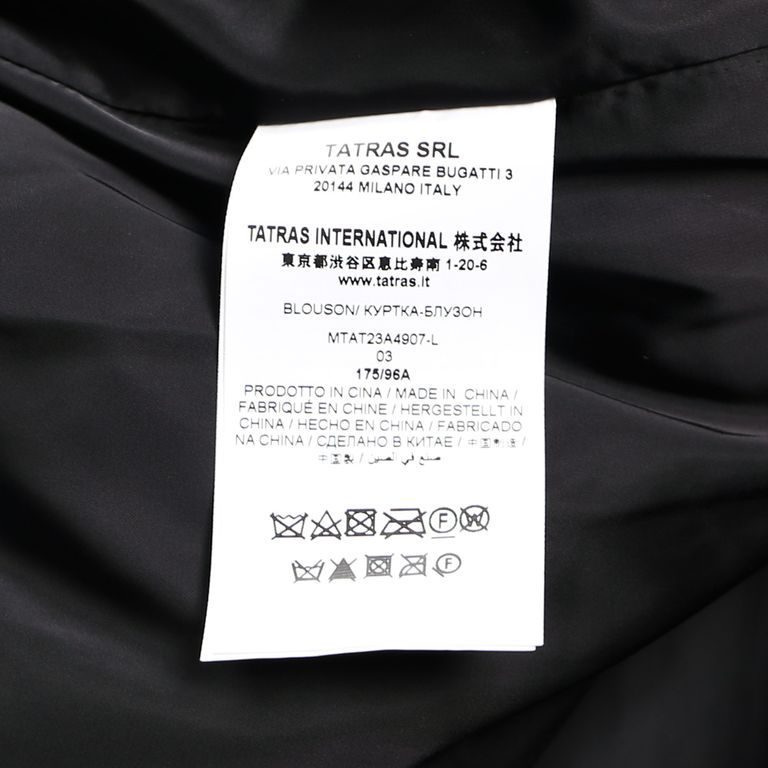 TATRAS SRL
VIA PRIVATA GASPARE BUGATTI 3
20144 MILANO ITALY
TATRAS INTERNATIONAL 株式会社
東京都渋谷区恵比寿南 1-20-6
www.tatras.it
BLOUSON/ КУРТКА-БЛУЗОН
MTAT23A4907-L
03
175/96A
PRODOTTO IN CINA / MADE IN CHINA /
FABRIQUÉ EN CHINE / HERGESTELLT IN
CHINA / HECHO EN CHINA / FABRICADO
NA CHINA / СДЕЛАНО В КИТАЕ / 中国制造 /
中国製 / صنع في الصين
F W
F